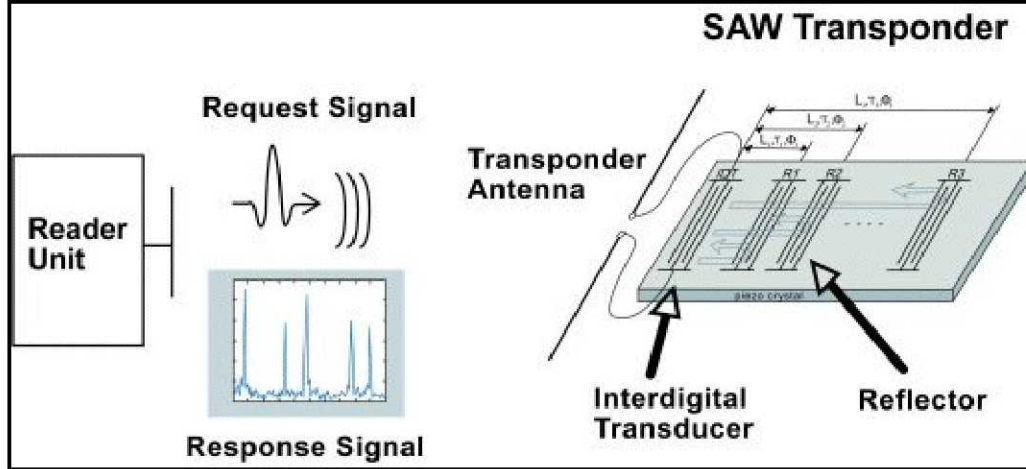 SAW Transponder
Request Signal
Reader
Unit
Transponder
Antenna
IDT
R1
R2
R3
piezo crystal
Interdigital
Transducer
Reflector
Response Signal